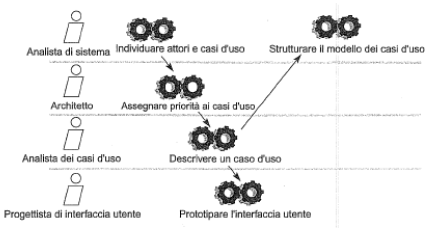 Analista di sistema Individuare attori e casi d'uso Strutturare il modello dei casi d'uso
Architetto Assegnare priorità ai casi d'uso
Analista dei casi d'uso Descrivere un caso d'uso
Progettista di interfaccia utente Prototipare l'interfaccia utente